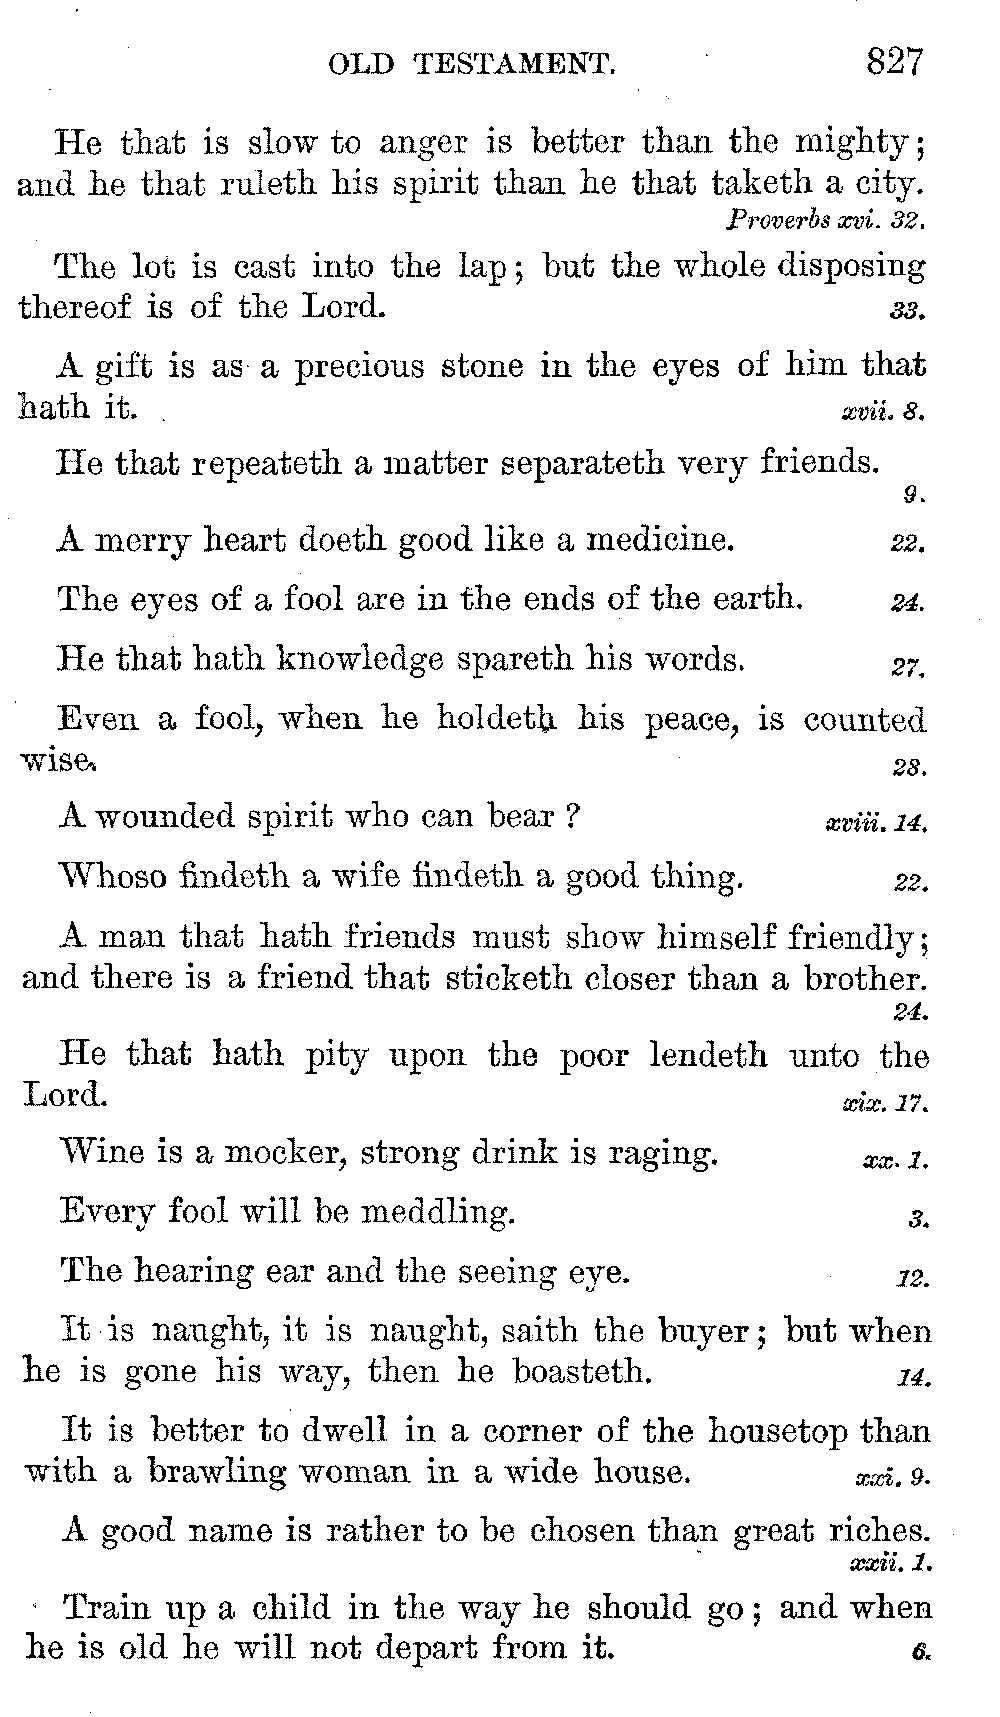 OLD TESTAMENT. 827
He that is slow to anger is better than the mighty;
and he that ruleth his spirit than he that taketh a city.
Proverbs xvi. 32.
The lot is cast into the lap; but the whole disposing
thereof is of the Lord. 33.
A gift is as a precious stone in the eyes of him that
hath it. xvii. 8.
He that repeateth a matter separateth very friends.
9.
A merry heart doeth good like a medicine. 22.
The eyes of a fool are in the ends of the earth. 24.
He that hath knowledge spareth his words. 27.
Even a fool, when he holdeth his peace, is counted
wise. 28.
A wounded spirit who can bear? xviii. 14.
Whoso findeth a wife findeth a good thing. 22.
A man that hath friends must show himself friendly;
and there is a friend that sticketh closer than a brother.
24.
He that hath pity upon the poor lendeth unto the
Lord. xix. 17.
Wine is a mocker, strong drink is raging. xx. 1.
Every fool will be meddling. 3.
The hearing ear and the seeing eye. 12.
It is naught, it is naught, saith the buyer; but when
he is gone his way, then he boasteth. 14.
It is better to dwell in a corner of the housetop than
with a brawling woman in a wide house. xxi. 9.
A good name is rather to be chosen than great riches.
xxii. 1.
Train up a child in the way he should go; and when
he is old he will not depart from it. 6.